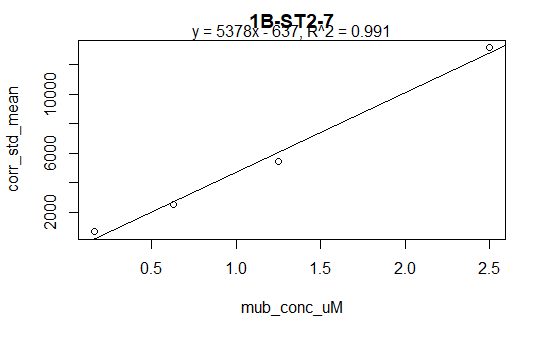 1B-ST2-7
y = 5378x - 637, R^2 = 0.991
corr_std_mean
2000
6000
10000
0.5 1.0 1.5 2.0 2.5
mub_conc_uM